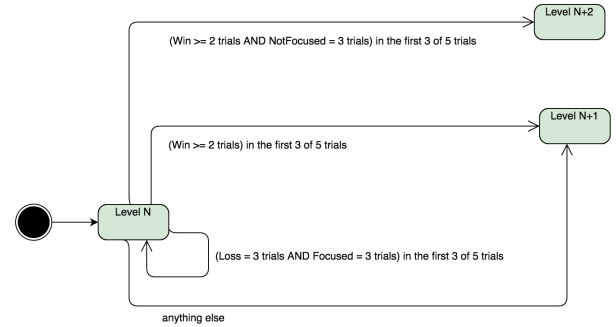 Level N+2
(Win >= 2 trials AND NotFocused = 3 trials) in the first 3 of 5 trials
Level N+1
(Win >= 2 trials) in the first 3 of 5 trials
Level N
(Loss = 3 trials AND Focused = 3 trials) in the first 3 of 5 trials
anything else